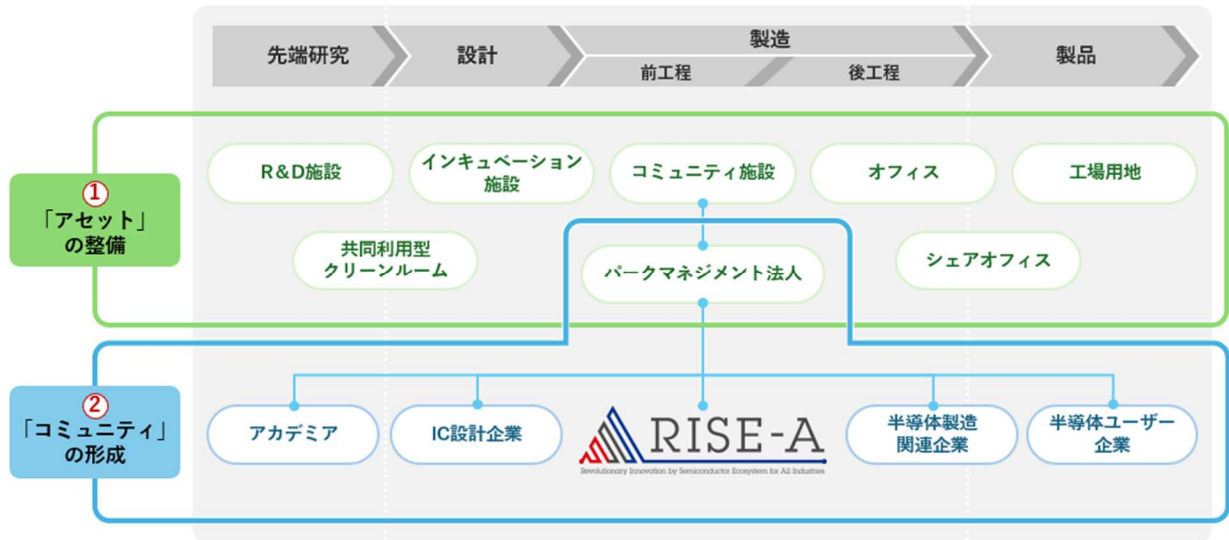 先端研究
設計
製造
前工程
後工程
製品
①
「アセット」
の整備
R&D施設
インキュベーション
施設
コミュニティ施設
オフィス
工場用地
共同利用型
クリーンルーム
パークマネジメント法人
シェアオフィス
②
「コミュニティ」
の形成
アカデミア
IC設計企業
RISE-A
Revolutionary Innovation by Semiconductor Ecosystem for All Industries
半導体製造
関連企業
半導体ユーザー
企業